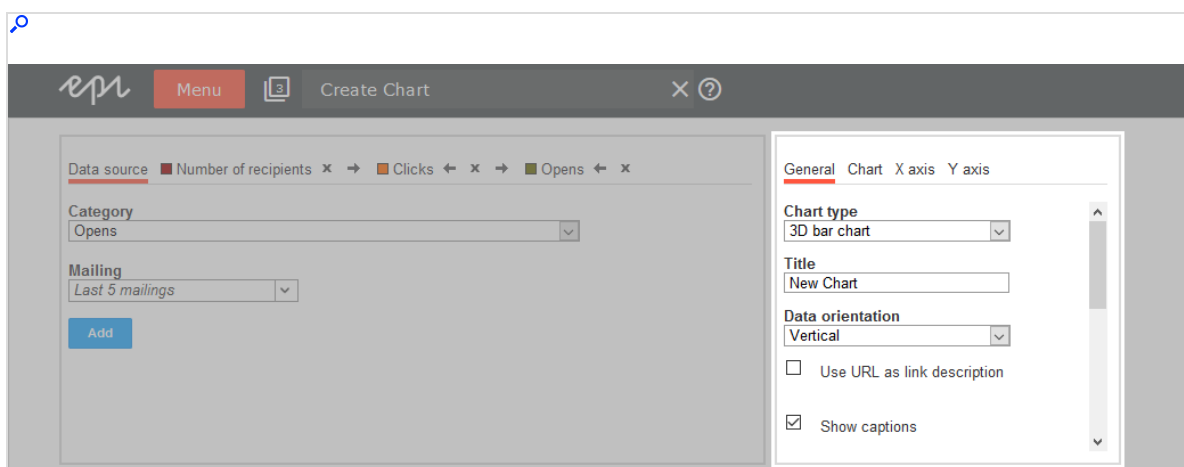 epi Menu 3 Create Chart
Data source Number of recipients x Clicks x Opens x
Category
Opens
Mailing
Last 5 mailings
Add
General Chart X axis Y axis
Chart type
3D bar chart
Title
New Chart
Data orientation
Vertical
Use URL as link description
Show captions